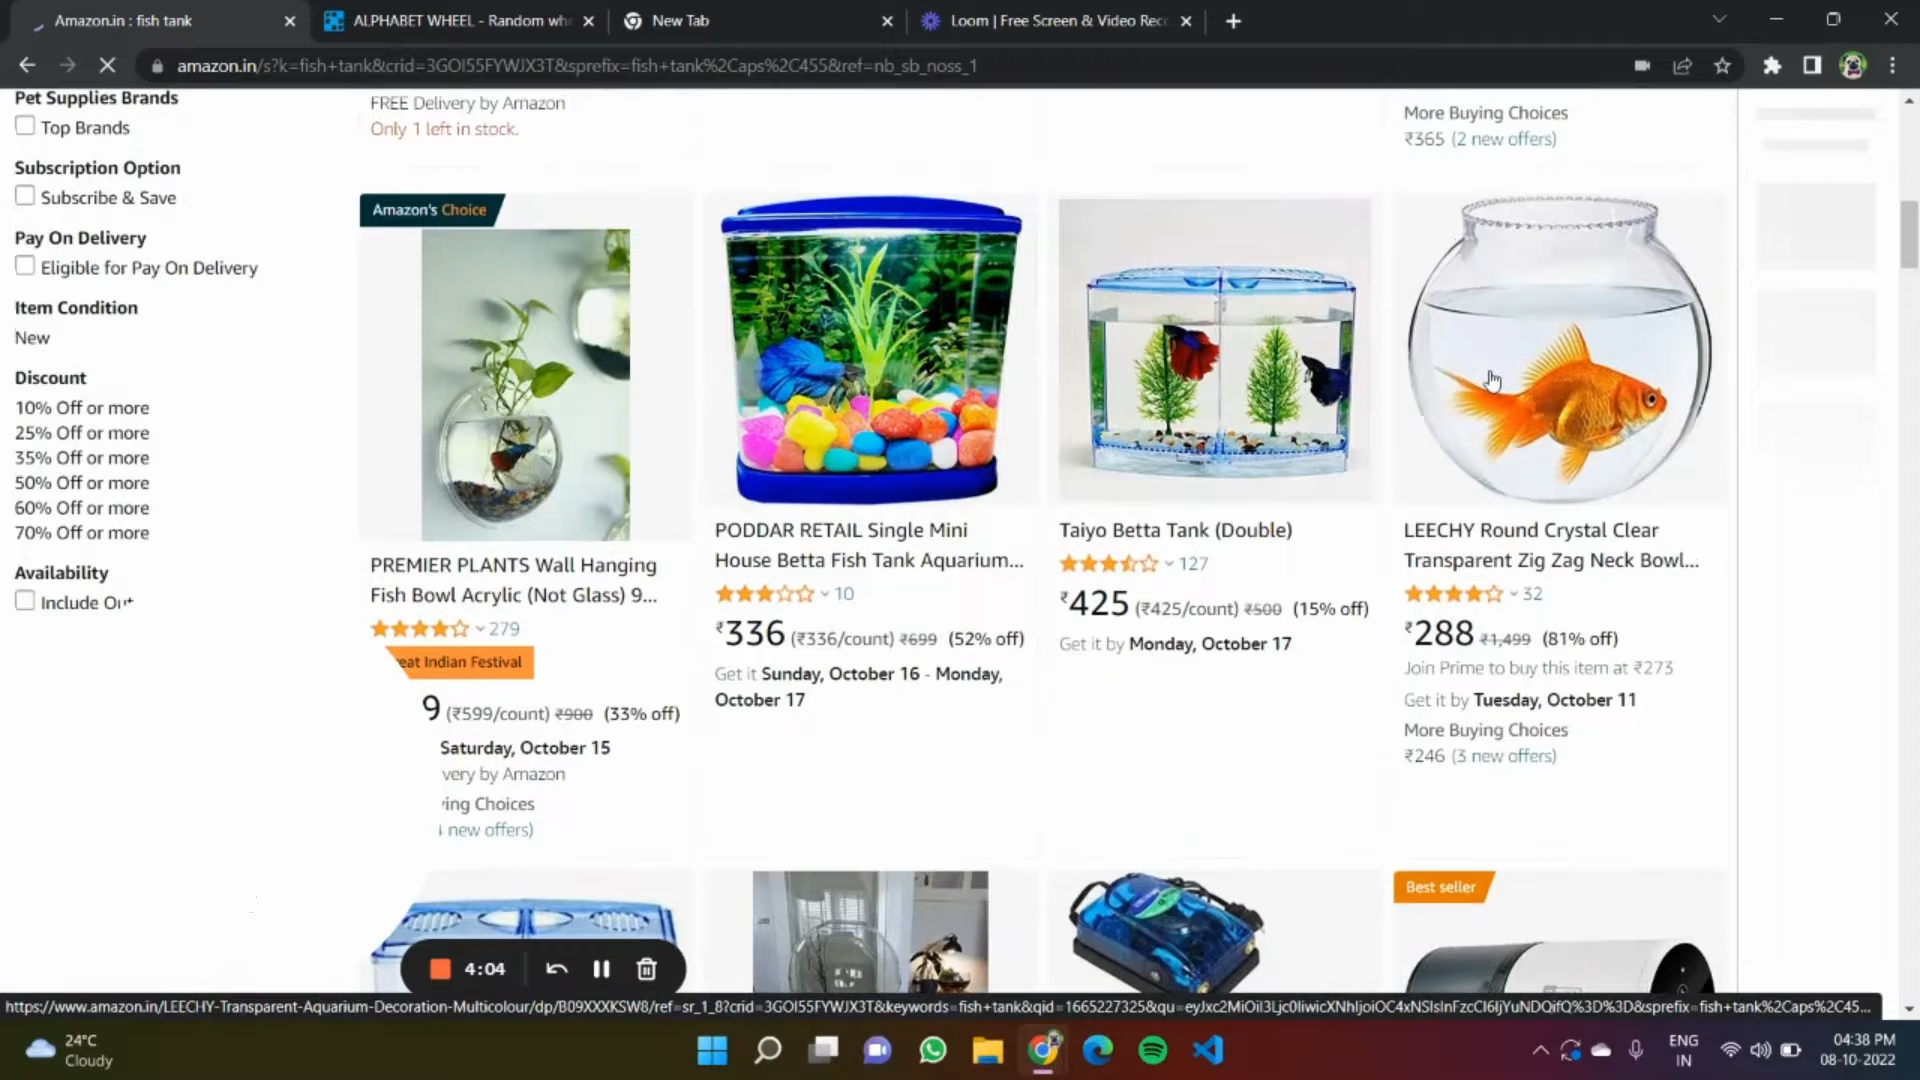 Amazon.in : fish tank
ALPHABET WHEEL - Random whe
New Tab
Loom | Free Screen & Video Rec
amazon.in/s?k=fish+tank&crid=3GOI55FYWJX3T&sprefix=fish+tank%2Caps%2C455&ref=nb_sb_noss_1
Pet Supplies Brands
Top Brands
Subscription Option
Subscribe & Save
Pay On Delivery
Eligible for Pay On Delivery
Item Condition
New
Discount
10% Off or more
25% Off or more
35% Off or more
50% Off or more
60% Off or more
70% Off or more
Availability
Include Out
FREE Delivery by Amazon
Only 1 left in stock.
More Buying Choices
₹365 (2 new offers)
Amazon's Choice
PREMIER PLANTS Wall Hanging
Fish Bowl Acrylic (Not Glass) 9...
279
eat Indian Festival
9 (₹599/count) ₹900 (33% off)
Saturday, October 15
very by Amazon
ing Choices
new offers)
PODDAR RETAIL Single Mini
House Betta Fish Tank Aquarium...
10
₹336 (₹336/count) ₹699 (52% off)
Get it Sunday, October 16 - Monday,
October 17
Taiyo Betta Tank (Double)
127
₹425 (₹425/count) ₹500 (15% off)
Get it by Monday, October 17
LEECHY Round Crystal Clear
Transparent Zig Zag Neck Bowl...
32
₹288 ₹1,499 (81% off)
Join Prime to buy this item at ₹273
Get it by Tuesday, October 11
More Buying Choices
₹246 (3 new offers)
Best seller
4:04
24°C
Cloudy
ENG
IN
04:38 PM
08-10-2022